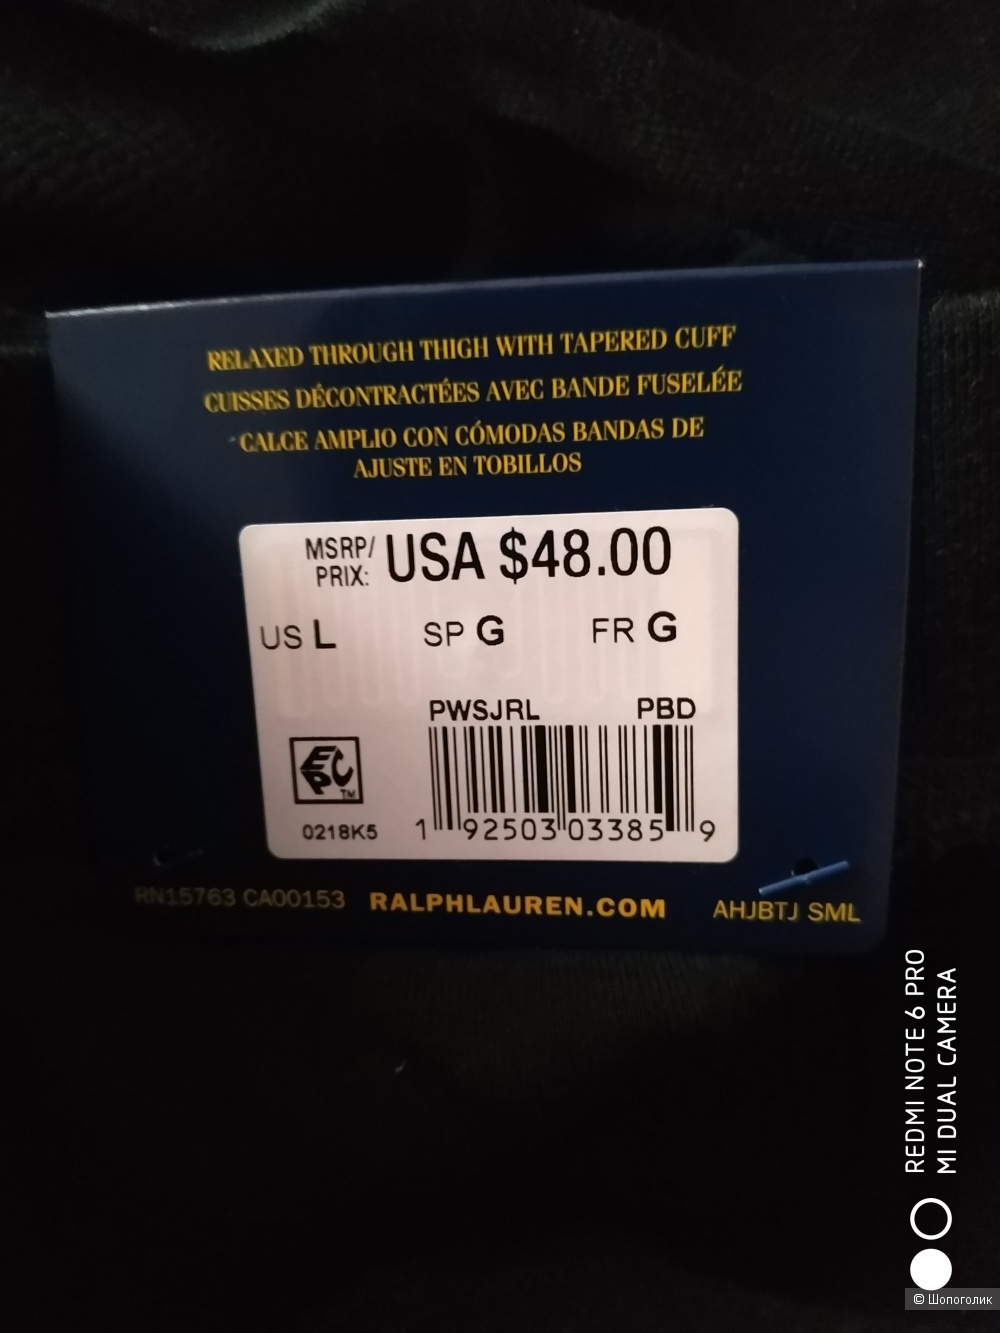 RELAXED THROUGH THIGH WITH TAPERED CUFF
CUISSES DÉCONTRACTÉES AVEC BANDE FUSELÉE
CALCE AMPLIO CON CÓMODAS BANDAS DE
AJUSTE EN TOBILLOS
MSRP/
PRIX: USA $48.00
US L SP G FR G
PWSJRL PBD
EPC TM
0218K5 1 92503 03385 9
RN15763 CA00153 RALPHLAUREN.COM AHJBTJ SML
REDMI NOTE 6 PRO
MI DUAL CAMERA
© Шопоголик